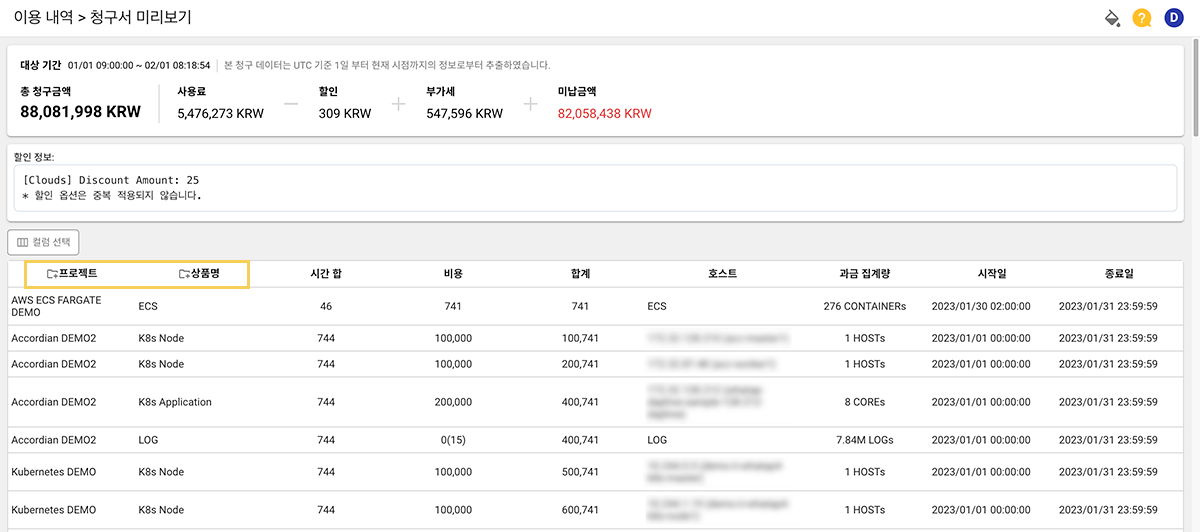 이용 내역 > 청구서 미리보기
? D
대상 기간 01/01 09:00:00 ~ 02/01 08:18:54 본 청구 데이터는 UTC 기준 1일 부터 현재 시점까지의 정보로부터 추출하였습니다.
총 청구금액 사용료 할인 부가세 미납금액
88,081,998 KRW 5,476,273 KRW — 309 KRW + 547,596 KRW + 82,058,438 KRW
할인 정보:
[Clouds] Discount Amount: 25
* 할인 옵션은 중복 적용되지 않습니다.
컬럼 선택
프로젝트 상품명 시간 합 비용 합계 호스트 과금 집계량 시작일 종료일
AWS ECS FARGATE DEMO ECS 46 741 741 ECS 276 CONTAINERs 2023/01/30 02:00:00 2023/01/31 23:59:59
Accordian DEMO2 K8s Node 744 100,000 100,741 1 HOSTs 2023/01/01 00:00:00 2023/01/31 23:59:59
Accordian DEMO2 K8s Node 744 100,000 200,741 1 HOSTs 2023/01/01 00:00:00 2023/01/31 23:59:59
Accordian DEMO2 K8s Application 744 200,000 400,741 8 COREs 2023/01/01 00:00:00 2023/01/31 23:59:59
Accordian DEMO2 LOG 744 0(15) 400,741 LOG 7.84M LOGs 2023/01/01 00:00:00 2023/01/31 23:59:59
Kubernetes DEMO K8s Node 744 100,000 500,741 1 HOSTs 2023/01/01 00:00:00 2023/01/31 23:59:59
Kubernetes DEMO K8s Node 744 100,000 600,741 1 HOSTs 2023/01/01 00:00:00 2023/01/31 23:59:59